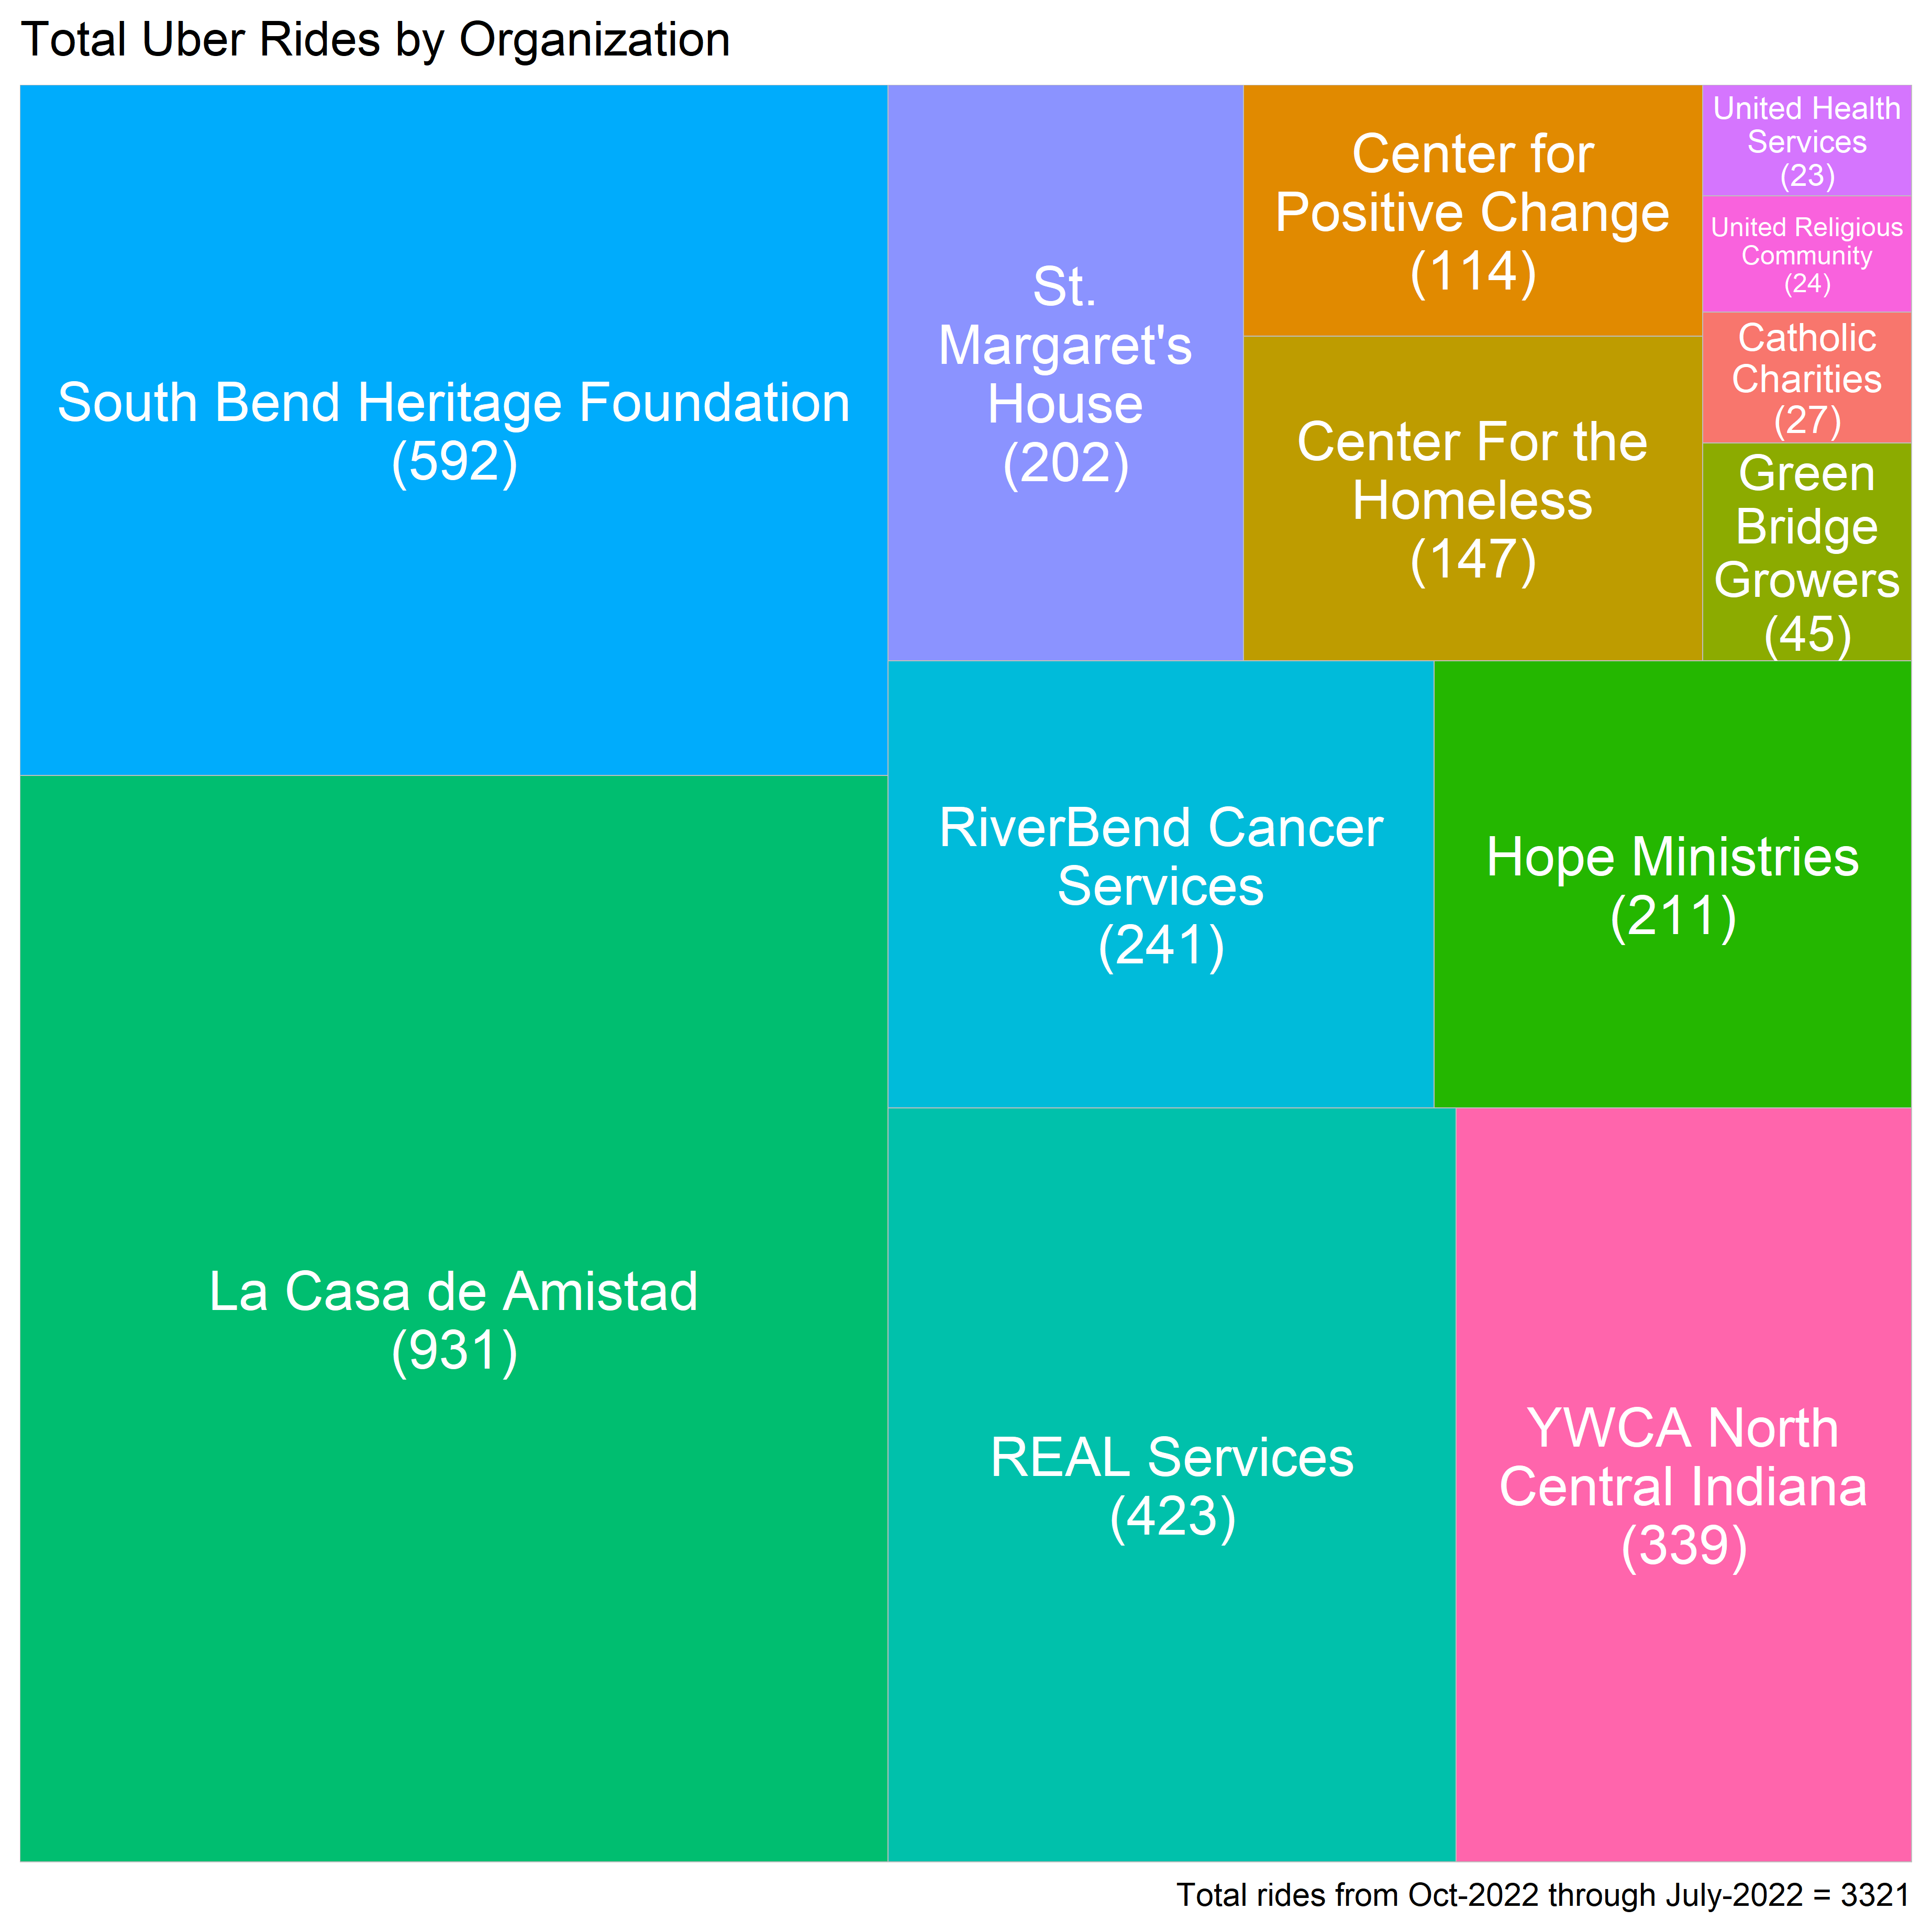 Total Uber Rides by Organization
South Bend Heritage Foundation
(592)
La Casa de Amistad
(931)
St.
Margaret's
House
(202)
Center for
Positive Change
(114)
Center For the
Homeless
(147)
United Health
Services
(23)
United Religious
Community
(24)
Catholic
Charities
(27)
Green
Bridge
Growers
(45)
RiverBend Cancer
Services
(241)
Hope Ministries
(211)
REAL Services
(423)
YWCA North
Central Indiana
(339)
Total rides from Oct-2022 through July-2022 = 3321